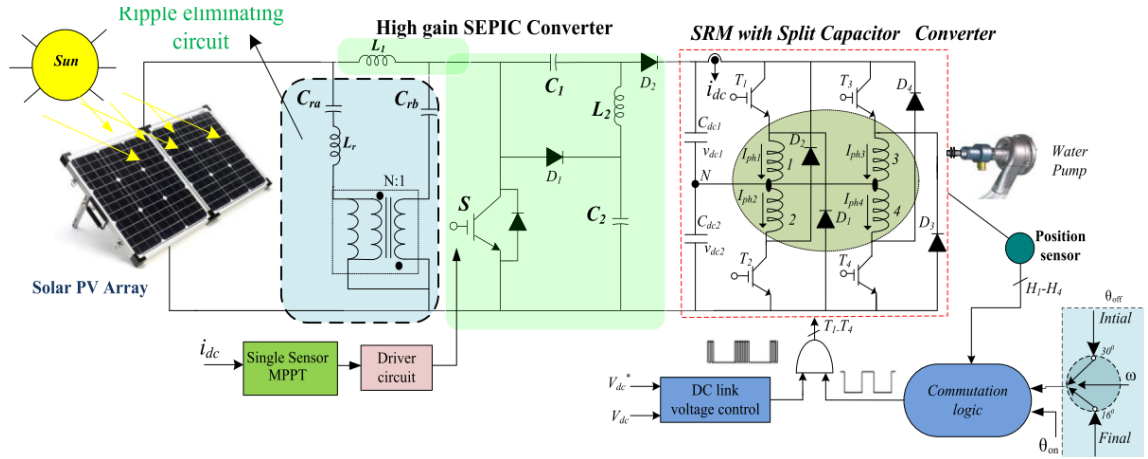 Ripple eliminating
circuit
High gain SEPIC Converter
SRM with Split Capacitor Converter
Sun
L1
Cra
Crb
Lr
N:1
C1
D2
L2
D1
S
C2
idc
T1
T3
D4
Cdc1
vdc1
D2
Iph1
1
Iph3
3
N
Iph2
2
Iph4
4
D1
D3
Cdc2
vdc2
T2
T4
Water
Pump
Position
sensor
H1-H4
Solar PV Array
idc
Single Sensor
MPPT
Driver
circuit
T1.T4
Vdc*
Vdc
DC link
voltage control
Commutation
logic
θoff
Intial
30⁰
ω
16⁰
θon
Final